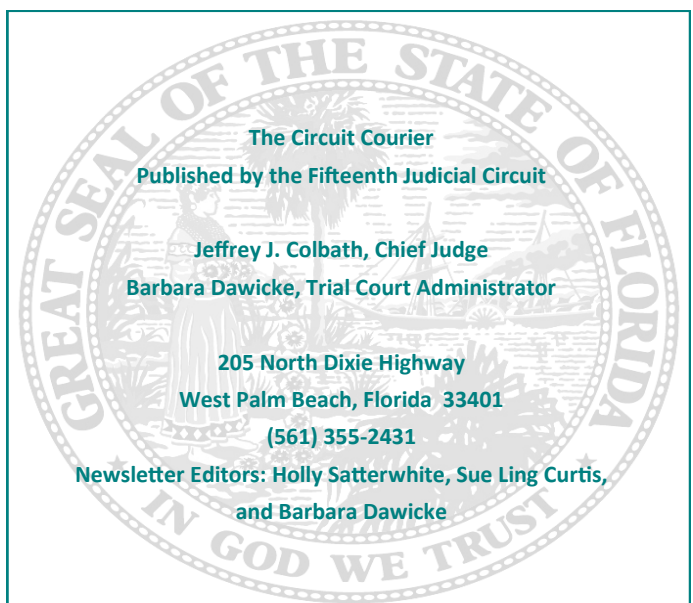 GREAT SEAL OF THE STATE OF FLORIDA
The Circuit Courier
Published by the Fifteenth Judicial Circuit
Jeffrey J. Colbath, Chief Judge
Barbara Dawicke, Trial Court Administrator
205 North Dixie Highway
West Palm Beach, Florida  33401
(561) 355-2431
Newsletter Editors: Holly Satterwhite, Sue Ling Curtis,
and Barbara Dawicke
IN GOD WE TRUST